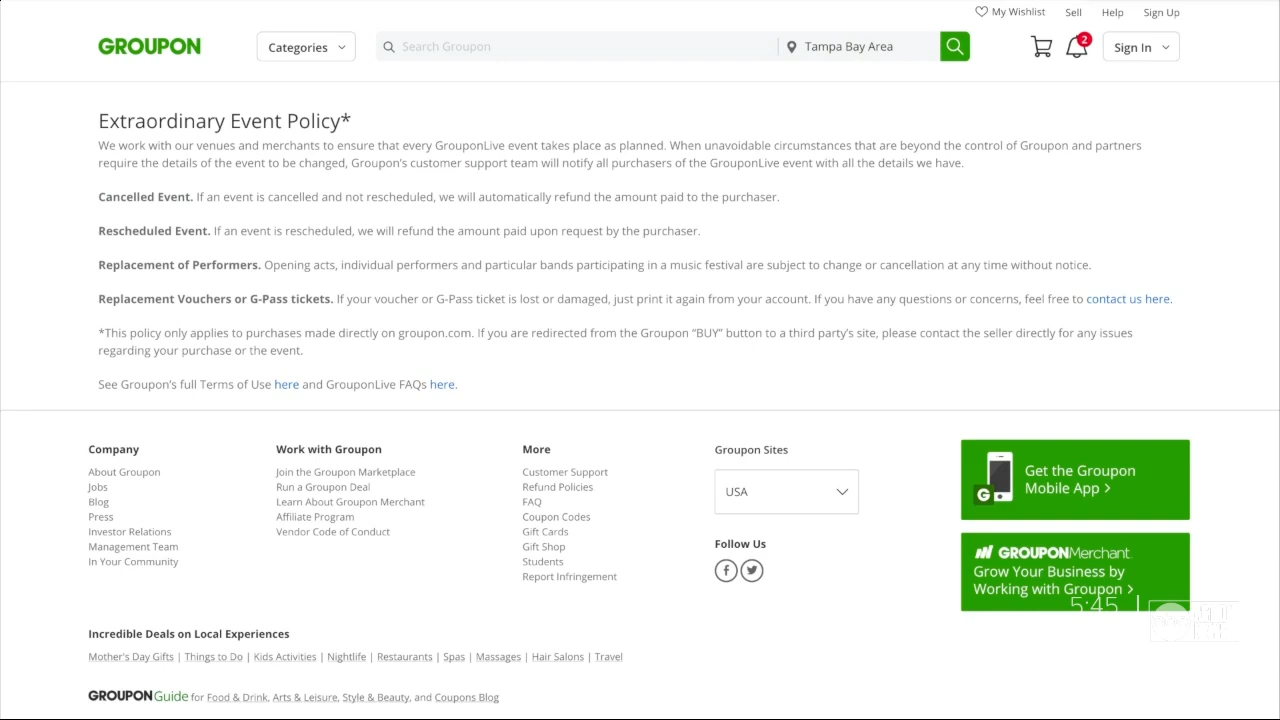 My Wishlist Sell Help Sign Up
GROUPON Categories Search Groupon Tampa Bay Area 2 Sign In
Extraordinary Event Policy*
We work with our venues and merchants to ensure that every GrouponLive event takes place as planned. When unavoidable circumstances that are beyond the control of Groupon and partners
require the details of the event to be changed, Groupon's customer support team will notify all purchasers of the GrouponLive event with all the details we have.
Cancelled Event. If an event is cancelled and not rescheduled, we will automatically refund the amount paid to the purchaser.
Rescheduled Event. If an event is rescheduled, we will refund the amount paid upon request by the purchaser.
Replacement of Performers. Opening acts, individual performers and particular bands participating in a music festival are subject to change or cancellation at any time without notice.
Replacement Vouchers or G-Pass tickets. If your voucher or G-Pass ticket is lost or damaged, just print it again from your account. If you have any questions or concerns, feel free to contact us here.
*This policy only applies to purchases made directly on groupon.com. If you are redirected from the Groupon “BUY” button to a third party's site, please contact the seller directly for any issues
regarding your purchase or the event.
See Groupon's full Terms of Use here and GrouponLive FAQs here.
Company
About Groupon
Jobs
Blog
Press
Investor Relations
Management Team
In Your Community
Work with Groupon
Join the Groupon Marketplace
Run a Groupon Deal
Learn About Groupon Merchant
Affiliate Program
Vendor Code of Conduct
More
Customer Support
Refund Policies
FAQ
Coupon Codes
Gift Cards
Gift Shop
Students
Report Infringement
Groupon Sites
USA
Follow Us
Get the Groupon
Mobile App >
G
GROUPON Merchant
Grow Your Business by
Working with Groupon >
5:45
Incredible Deals on Local Experiences
Mother's Day Gifts | Things to Do | Kids Activities | Nightlife | Restaurants | Spas | Massages | Hair Salons | Travel
GROUPON Guide for Food & Drink, Arts & Leisure, Style & Beauty, and Coupons Blog